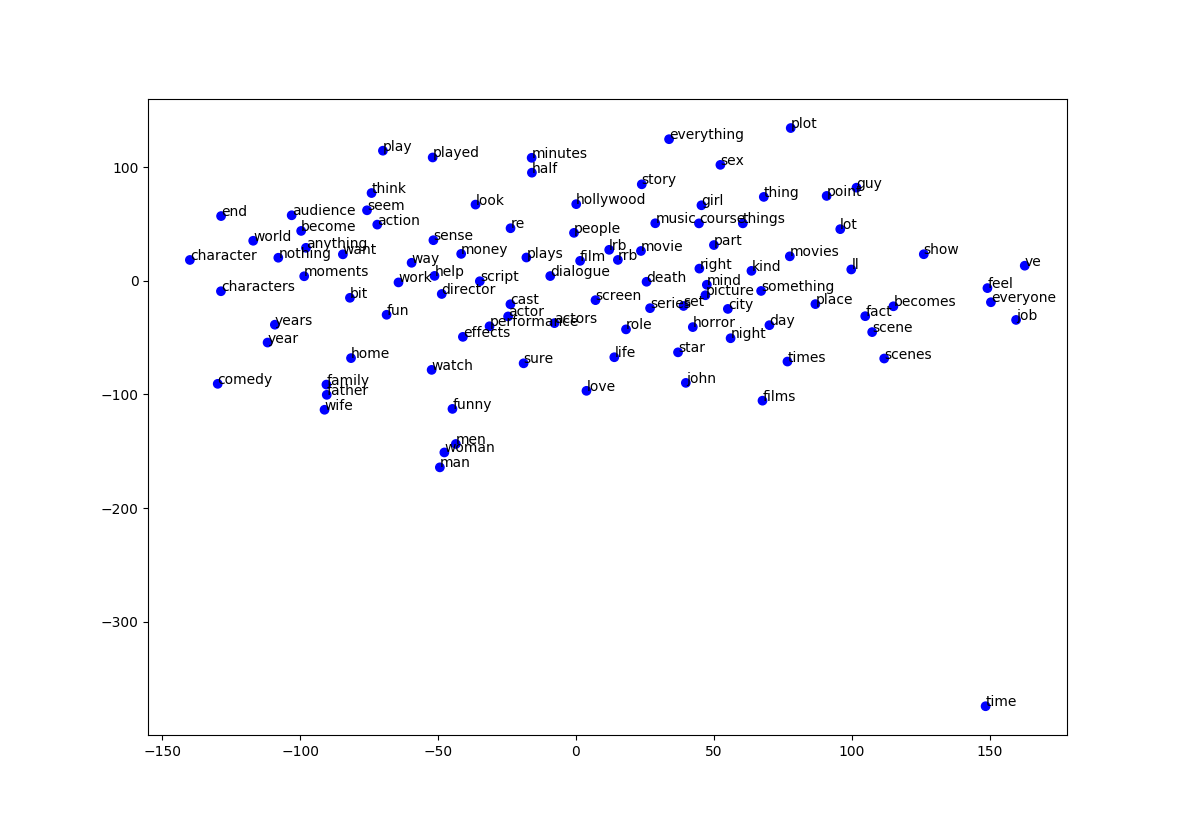 plot
everything
play
played
minutes
sex
half
story
think
guy
thing
point
look
hollywood
girl
seem
end
audience
action
music
course
things
become
re
people
lot
world
sense
part
anything
lrb
movie
nothing
want
money
plays
film
rrb
movies
show
character
way
right
kind
ll
ve
moments
help
dialogue
work
script
death
mind
characters
director
picture
something
feel
bit
screen
everyone
cast
series
set
city
place
becomes
fun
actor
performance
actors
fact
job
years
role
horror
day
effects
scene
year
night
home
sure
life
star
times
scenes
watch
comedy
family
love
john
father
wife
funny
films
men
woman
man
time
100
0
−100
−200
−300
−150
−100
−50
0
50
100
150